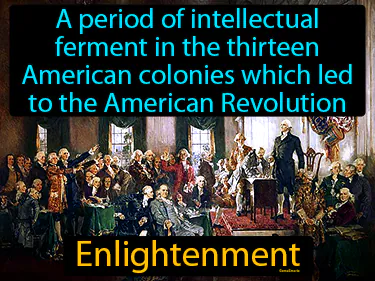 A period of intellectual
ferment in the thirteen
American colonies which led
to the American Revolution
Enlightenment